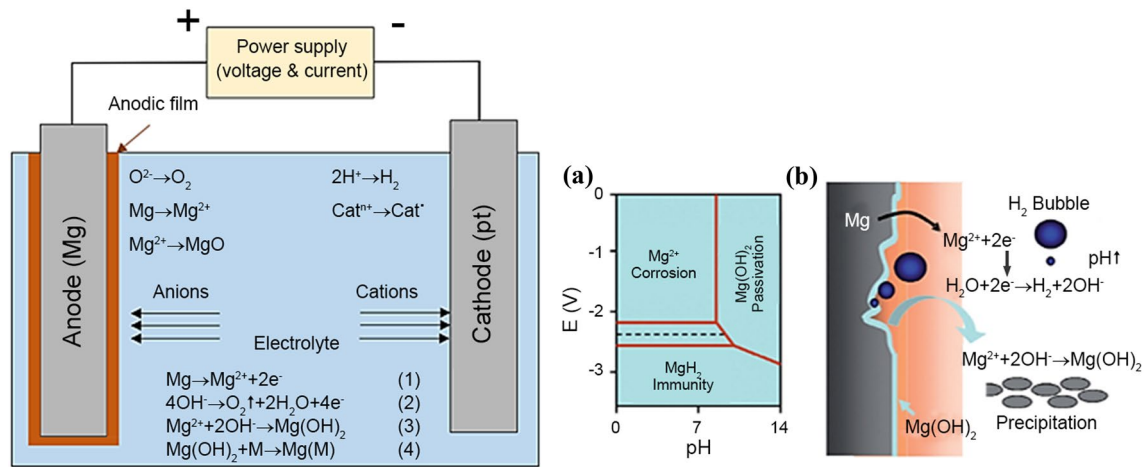 +
-
Power supply
(voltage & current)
Anodic film
Anode (Mg)
O²⁻→O₂
Mg→Mg²⁺
Mg²⁺→MgO
2H⁺→H₂
Catⁿ⁺→Cat•
Cathode (pt)
Anions
Cations
Electrolyte
Mg→Mg²⁺+2e⁻ (1)
4OH⁻→O₂↑+2H₂O+4e⁻ (2)
Mg²⁺+2OH⁻→Mg(OH)₂ (3)
Mg(OH)₂+M→Mg(M) (4)
(a)
E (V)
0
-1
-2
-3
Mg²⁺
Corrosion
Mg(OH)₂
Passivation
MgH₂
Immunity
0
7
14
pH
(b)
Mg
H₂ Bubble
Mg²⁺+2e⁻
pH↑
H₂O+2e⁻→H₂+2OH⁻
Mg²⁺+2OH⁻→Mg(OH)₂
Mg(OH)₂
Precipitation